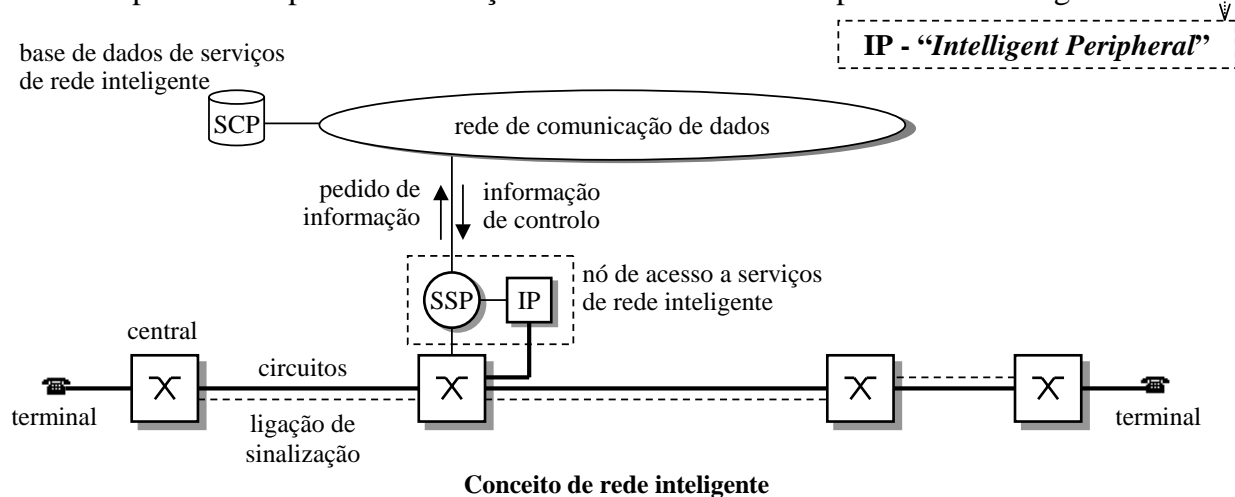 IP - “Intelligent Peripheral”
base de dados de serviços
de rede inteligente
SCP
rede de comunicação de dados
pedido de
informação
informação
de controlo
SSP
IP
nó de acesso a serviços
de rede inteligente
central
circuitos
terminal
ligação de
sinalização
terminal
Conceito de rede inteligente